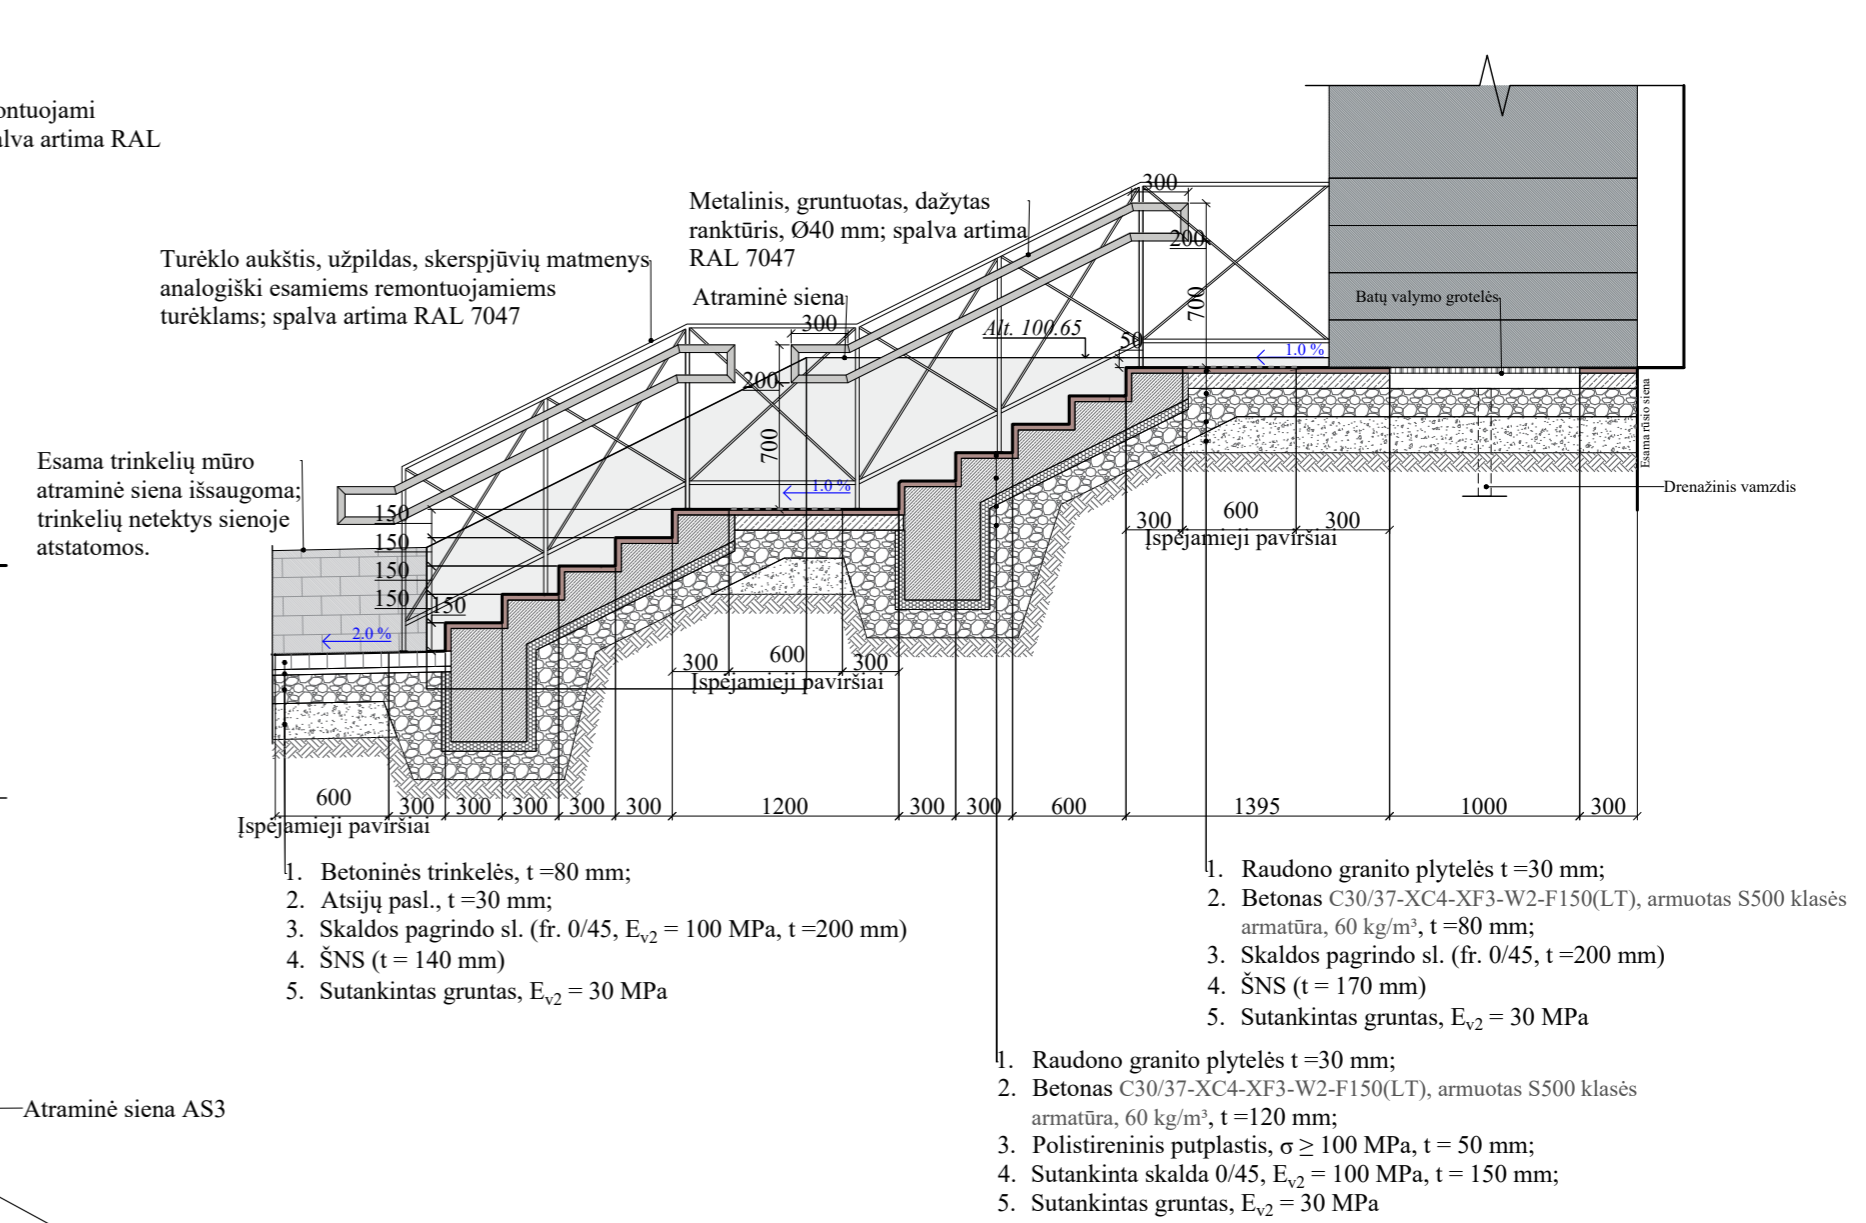 ontuojami
alva artima RAL
Metalinis, gruntuotas, dažytas
ranktūris, Ø40 mm; spalva artima
RAL 7047
Turėklo aukštis, užpildas, skerspjūvių matmenys
analogiški esamiems remontuojamiems
turėklams; spalva artima RAL 7047
Atraminė siena
300
200
700
Alt. 100.65
50
1.0 %
Batų valymo grotelės
Esama rūsio siena
Drenažinis vamzdis
300
200
700
1.0 %
Esama trinkelių mūro
atraminė siena išsaugoma;
trinkelių netektys sienoje
atstatomos.
150
150
150
150
150
2.0 %
300 600 300
Įspėjamieji paviršiai
300 600 300
Įspėjamieji paviršiai
600 300 300 300 300 300 1200 300 300 600 1395 1000 300
Įspėjamieji paviršiai
1. Betoninės trinkelės, t =80 mm;
2. Atsijų pasl., t =30 mm;
3. Skaldos pagrindo sl. (fr. 0/45, Ev2 = 100 MPa, t =200 mm)
4. ŠNS (t = 140 mm)
5. Sutankintas gruntas, Ev2 = 30 MPa
1. Raudono granito plytelės t =30 mm;
2. Betonas C30/37-XC4-XF3-W2-F150(LT), armuotas S500 klasės
armatūra, 60 kg/m³, t =80 mm;
3. Skaldos pagrindo sl. (fr. 0/45, t =200 mm)
4. ŠNS (t = 170 mm)
5. Sutankintas gruntas, Ev2 = 30 MPa
1. Raudono granito plytelės t =30 mm;
2. Betonas C30/37-XC4-XF3-W2-F150(LT), armuotas S500 klasės
armatūra, 60 kg/m³, t =120 mm;
3. Polistireninis putplastis, σ ≥ 100 MPa, t = 50 mm;
4. Sutankinta skalda 0/45, Ev2 = 100 MPa, t = 150 mm;
5. Sutankintas gruntas, Ev2 = 30 MPa
Atraminė siena AS3